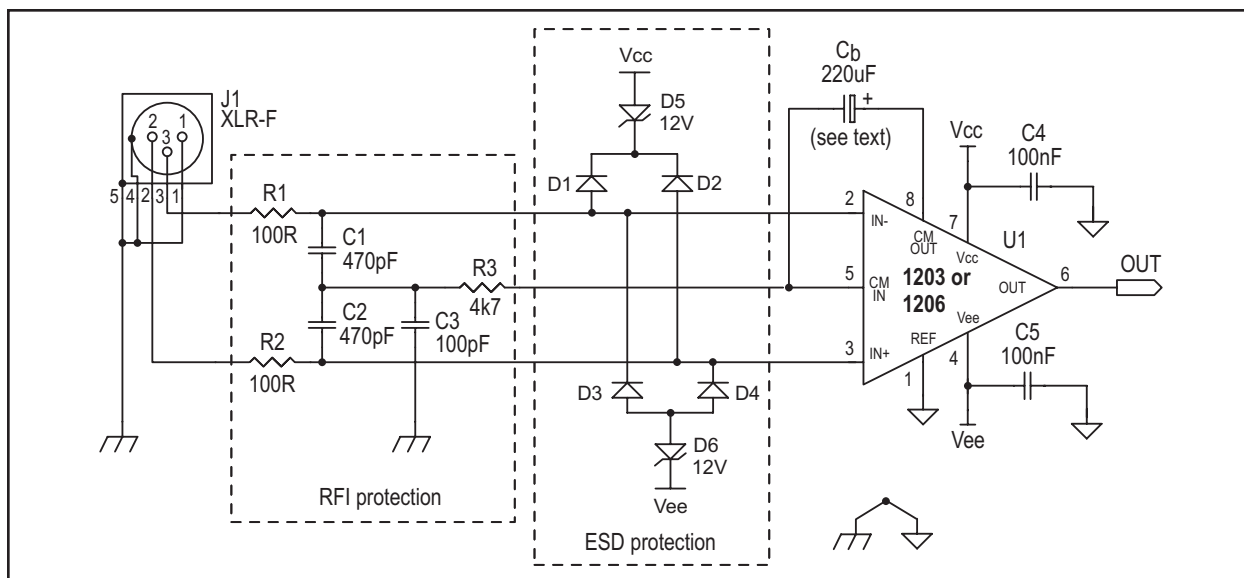 J1
XLR-F
2
3
1
5
4
2
3
1
R1
100R
C1
470pF
R3
4k7
C2
470pF
C3
100pF
R2
100R
RFI protection
Vcc
D5
12V
D1
D2
D3
D4
D6
12V
Vee
ESD protection
Cb
220uF
+
(see text)
Vcc
C4
100nF
2
IN-
8
CM
OUT
7
Vcc
U1
5
CM
IN
1203 or
1206
OUT
6
OUT
Vee
3
IN+
REF
1
4
C5
100nF
Vee